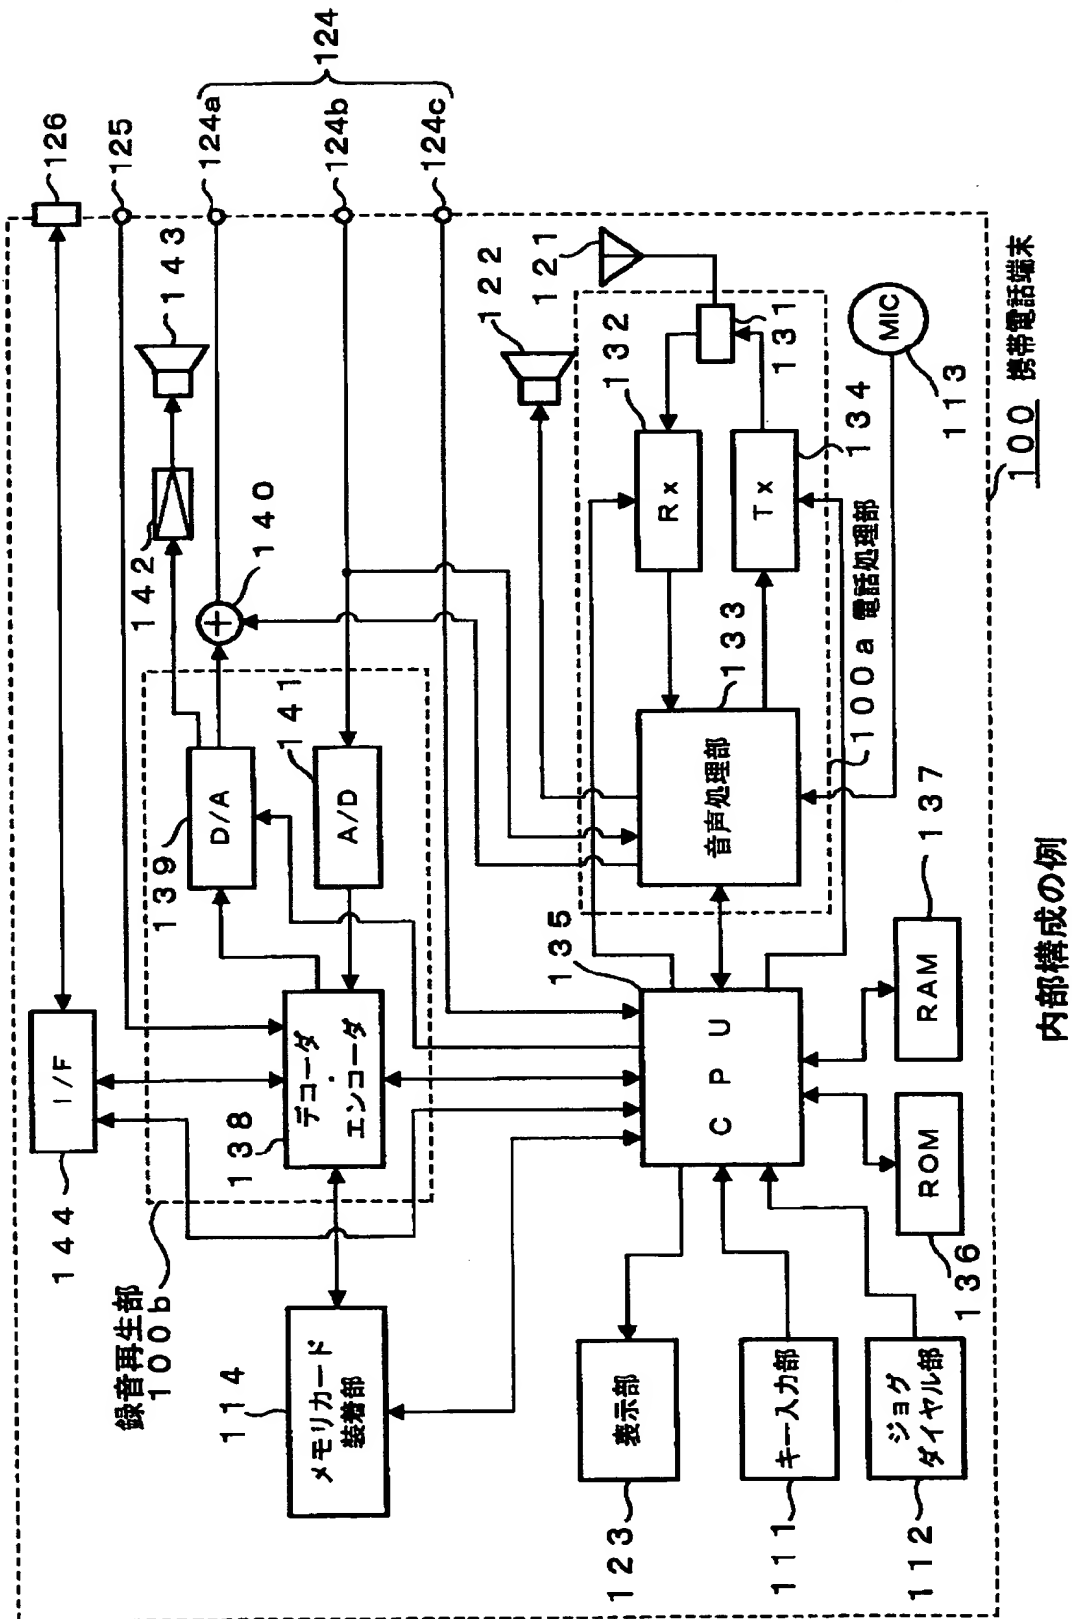 126
125
124a
124
124b
124c
143
142
140
122
121
132
131
MIC
113
134
Rx
Tx
133
100a 電話処理部
100 携帯電話端末
141
139
D/A
A/D
音声処理部
135
137
RAM
144
I/F
138
デコーダ・
エンコーダ
C P U
ROM
136
録音再生部
100b
114
メモリカード
装着部
表示部
123
キー入力部
111
ジョグ
ダイヤル部
112
内部構成の例